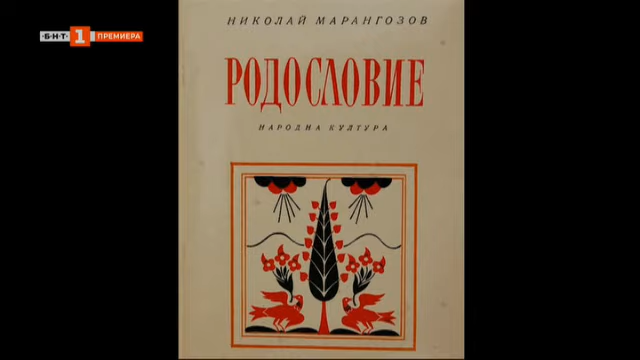 БНТ 1 ПРЕМИЕРА
НИКОЛАЙ МАРАНГОЗОВ
РОДОСЛОВИЕ
НАРОДНА КУЛТУРА